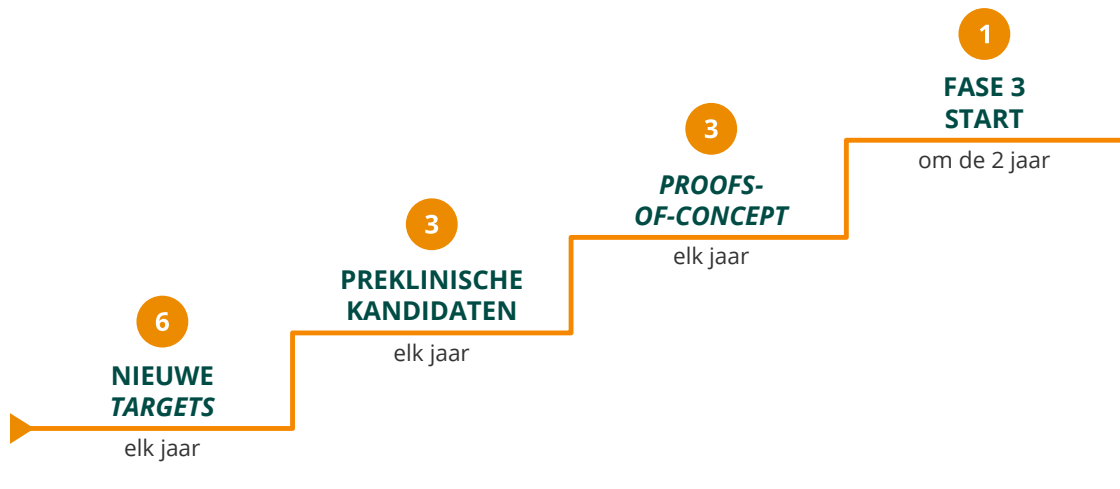 6
NIEUWE
TARGETS
elk jaar
3
PREKLINISCHE
KANDIDATEN
elk jaar
3
PROOFS-
OF-CONCEPT
elk jaar
1
FASE 3
START
om de 2 jaar